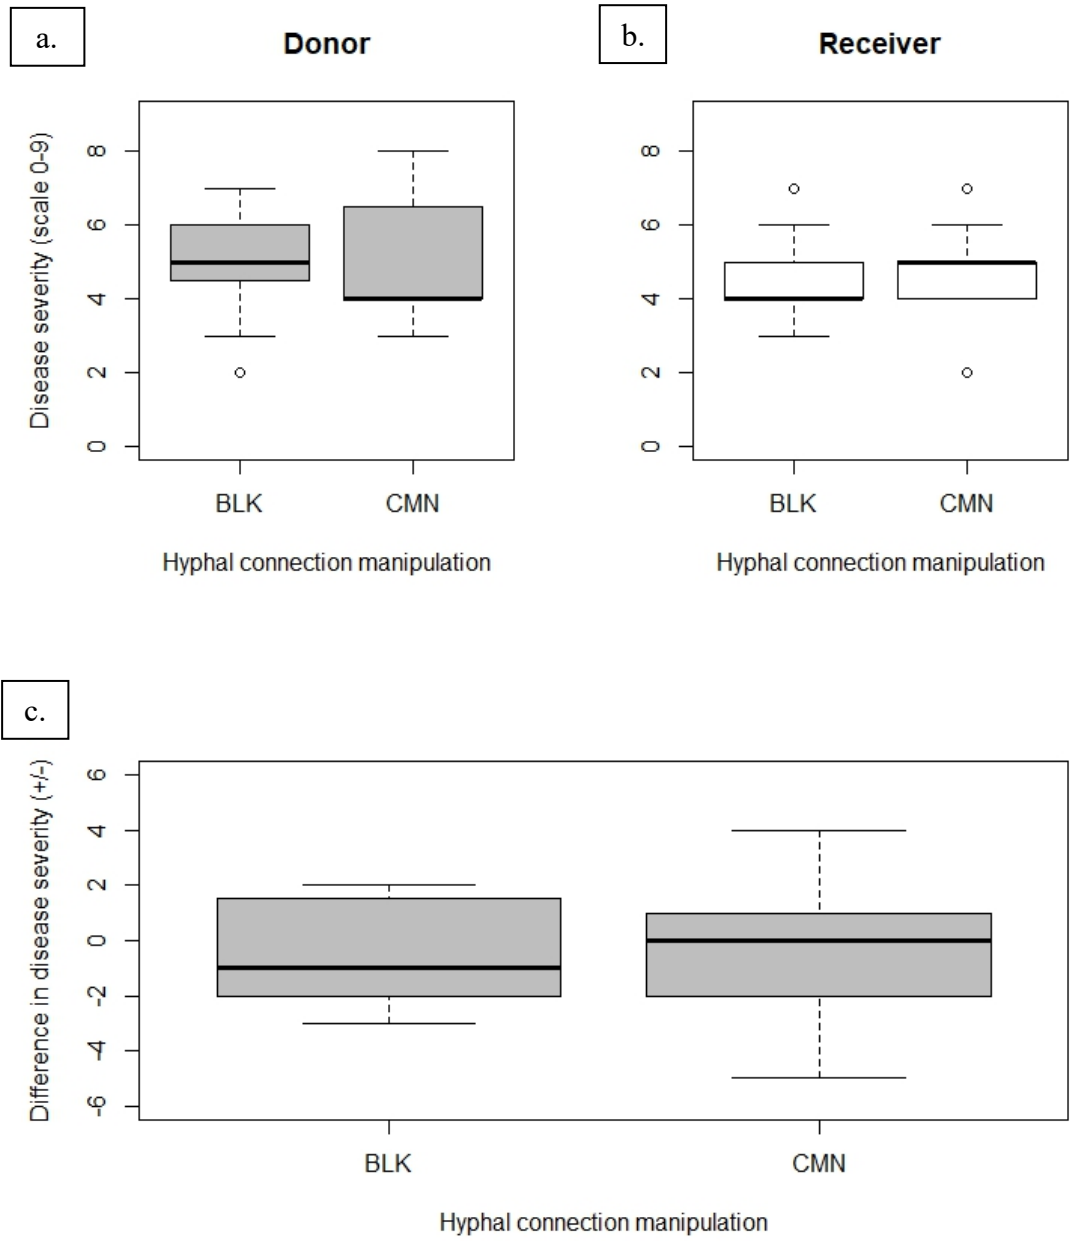 a.
Donor
b.
Receiver
Disease severity (scale 0-9)
8
6
4
2
0
8
6
4
2
0
BLK
CMN
BLK
CMN
Hyphal connection manipulation
Hyphal connection manipulation
c.
Difference in disease severity (+/-)
6
4
2
0
-2
-4
-6
BLK
CMN
Hyphal connection manipulation